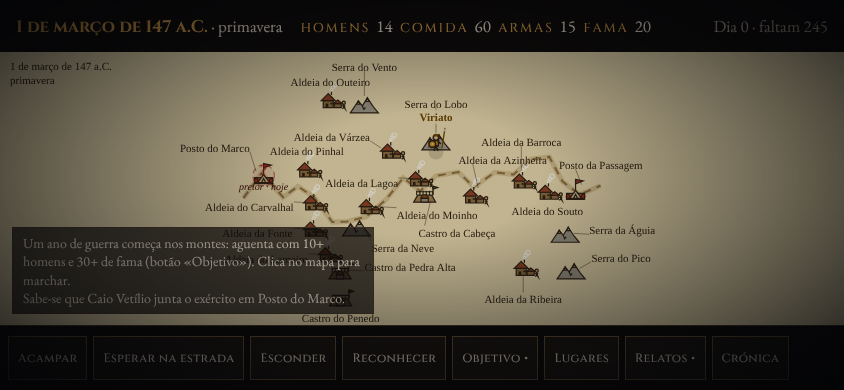 1 DE MARÇO DE 147 A.C. · primavera HOMENS 14 COMIDA 60 ARMAS 15 FAMA 20 Dia 0 · faltam 245
1 de março de 147 a.C.
primavera
Serra do Vento
Aldeia do Outeiro
Serra do Lobo
Viriato
Aldeia da Várzea
Aldeia da Barroca
Posto do Marco
Aldeia do Pinhal
Aldeia da Azinheira
Posto da Passagem
pretor · hoje
Aldeia da Lagoa
Aldeia do Carvalhal
Aldeia do Moinho
Aldeia do Souto
Aldeia da Fonte
Castro da Cabeça
Serra da Águia
Serra da Neve
Serra do Pico
Castro da Pedra Alta
Aldeia da Ribeira
Castro do Penedo
Um ano de guerra começa nos montes: aguenta com 10+
homens e 30+ de fama (botão «Objetivo»). Clica no mapa para
marchar.
Sabe-se que Caio Vetílio junta o exército em Posto do Marco.
ACAMPAR
ESPERAR NA ESTRADA
ESCONDER
RECONHECER
OBJETIVO •
LUGARES
RELATOS •
CRÓNICA